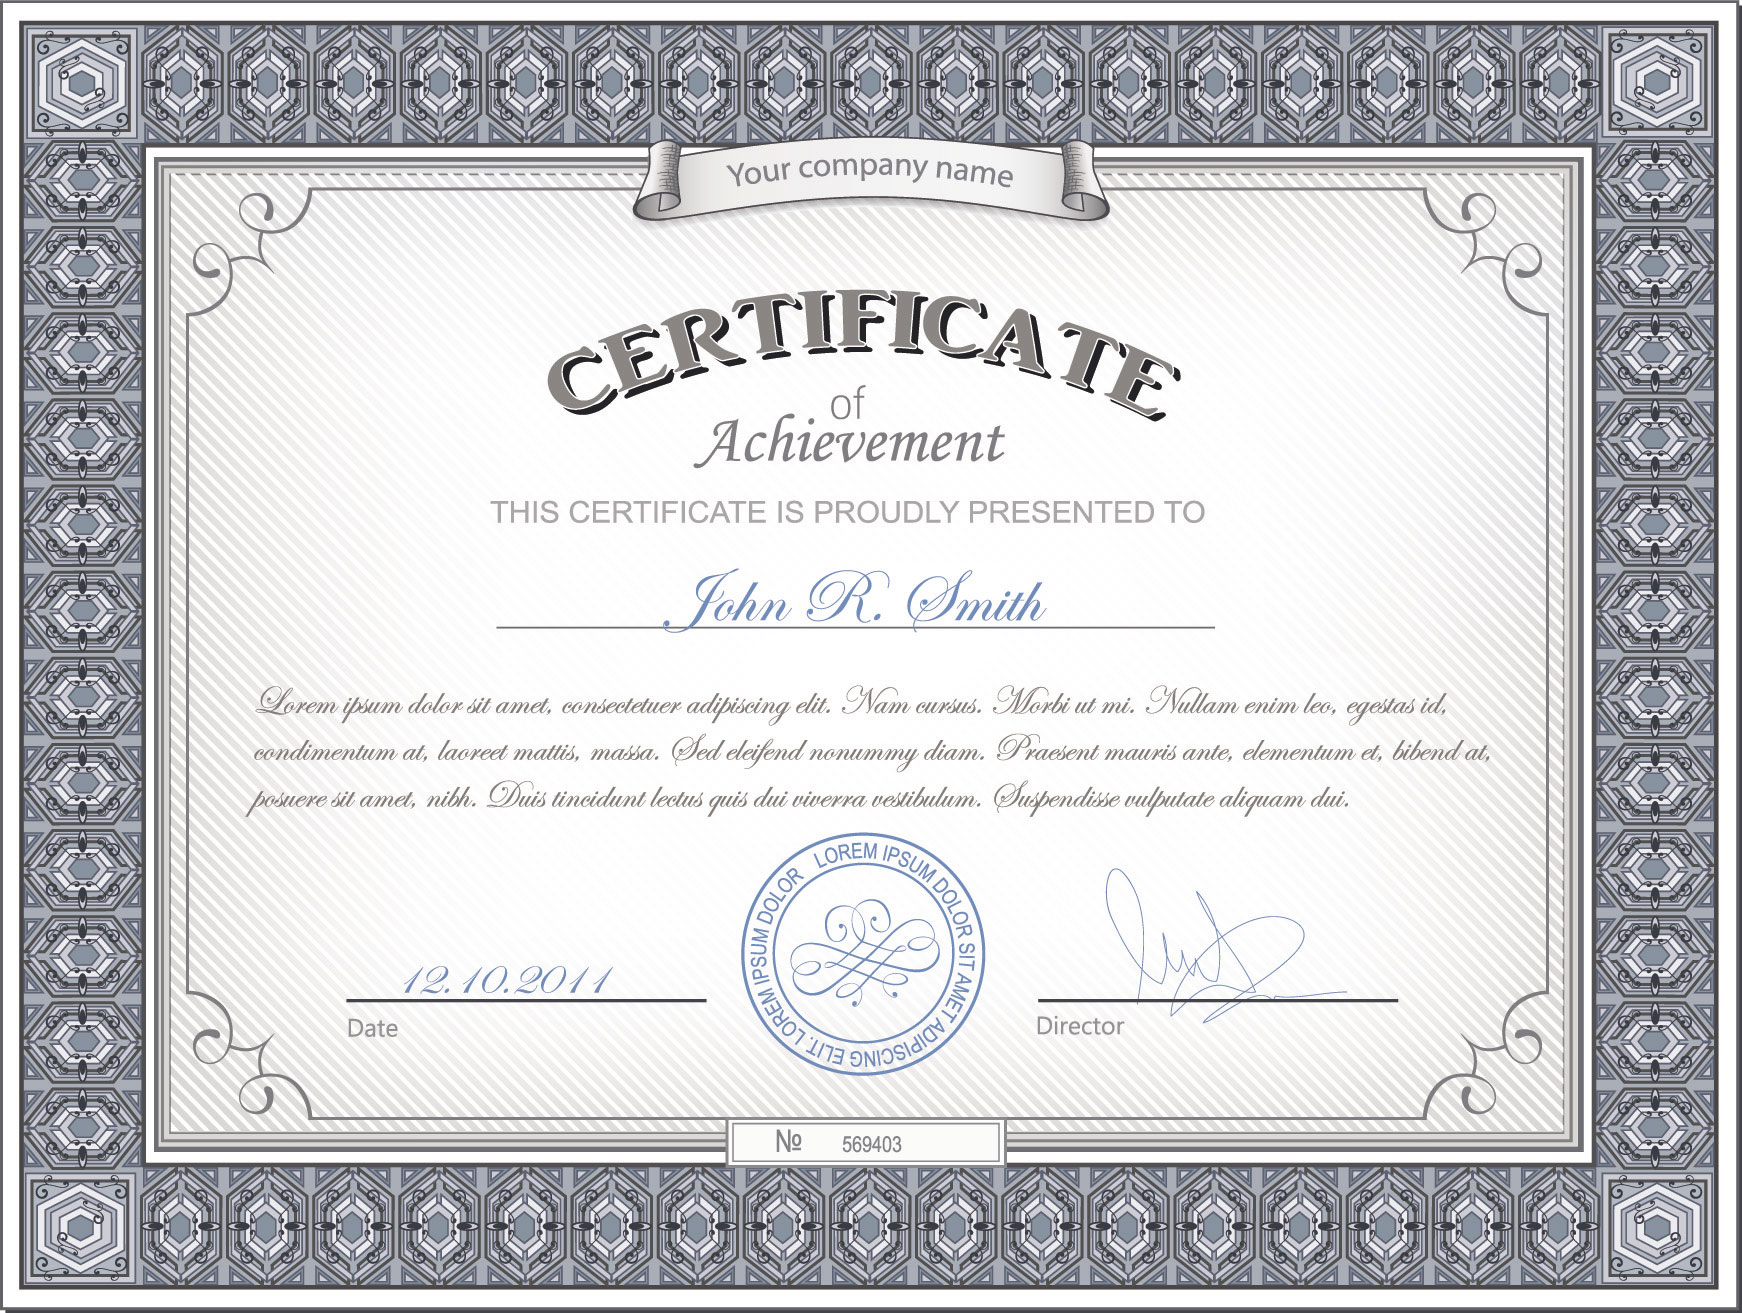 Your company name
CERTIFICATE
of
Achievement
THIS CERTIFICATE IS PROUDLY PRESENTED TO
John R. Smith
Lorem ipsum dolor sit amet, consectetuer adipiscing elit. Nam cursus. Morbi ut mi. Nullam enim leo, egestas id,
condimentum at, laoreet mattis, massa. Sed eleifend nonummy diam. Praesent mauris ante, elementum et, bibend at,
posuere sit amet, nibh. Duis tincidunt lectus quis dui viverra vestibulum. Suspendisse vulputate aliquam dui.
LOREM IPSUM DOLOR SIT AMET ADIPISCING ELIT. LOREM IPSUM DOLOR
12.10.2011
Date
Director
№ 569403